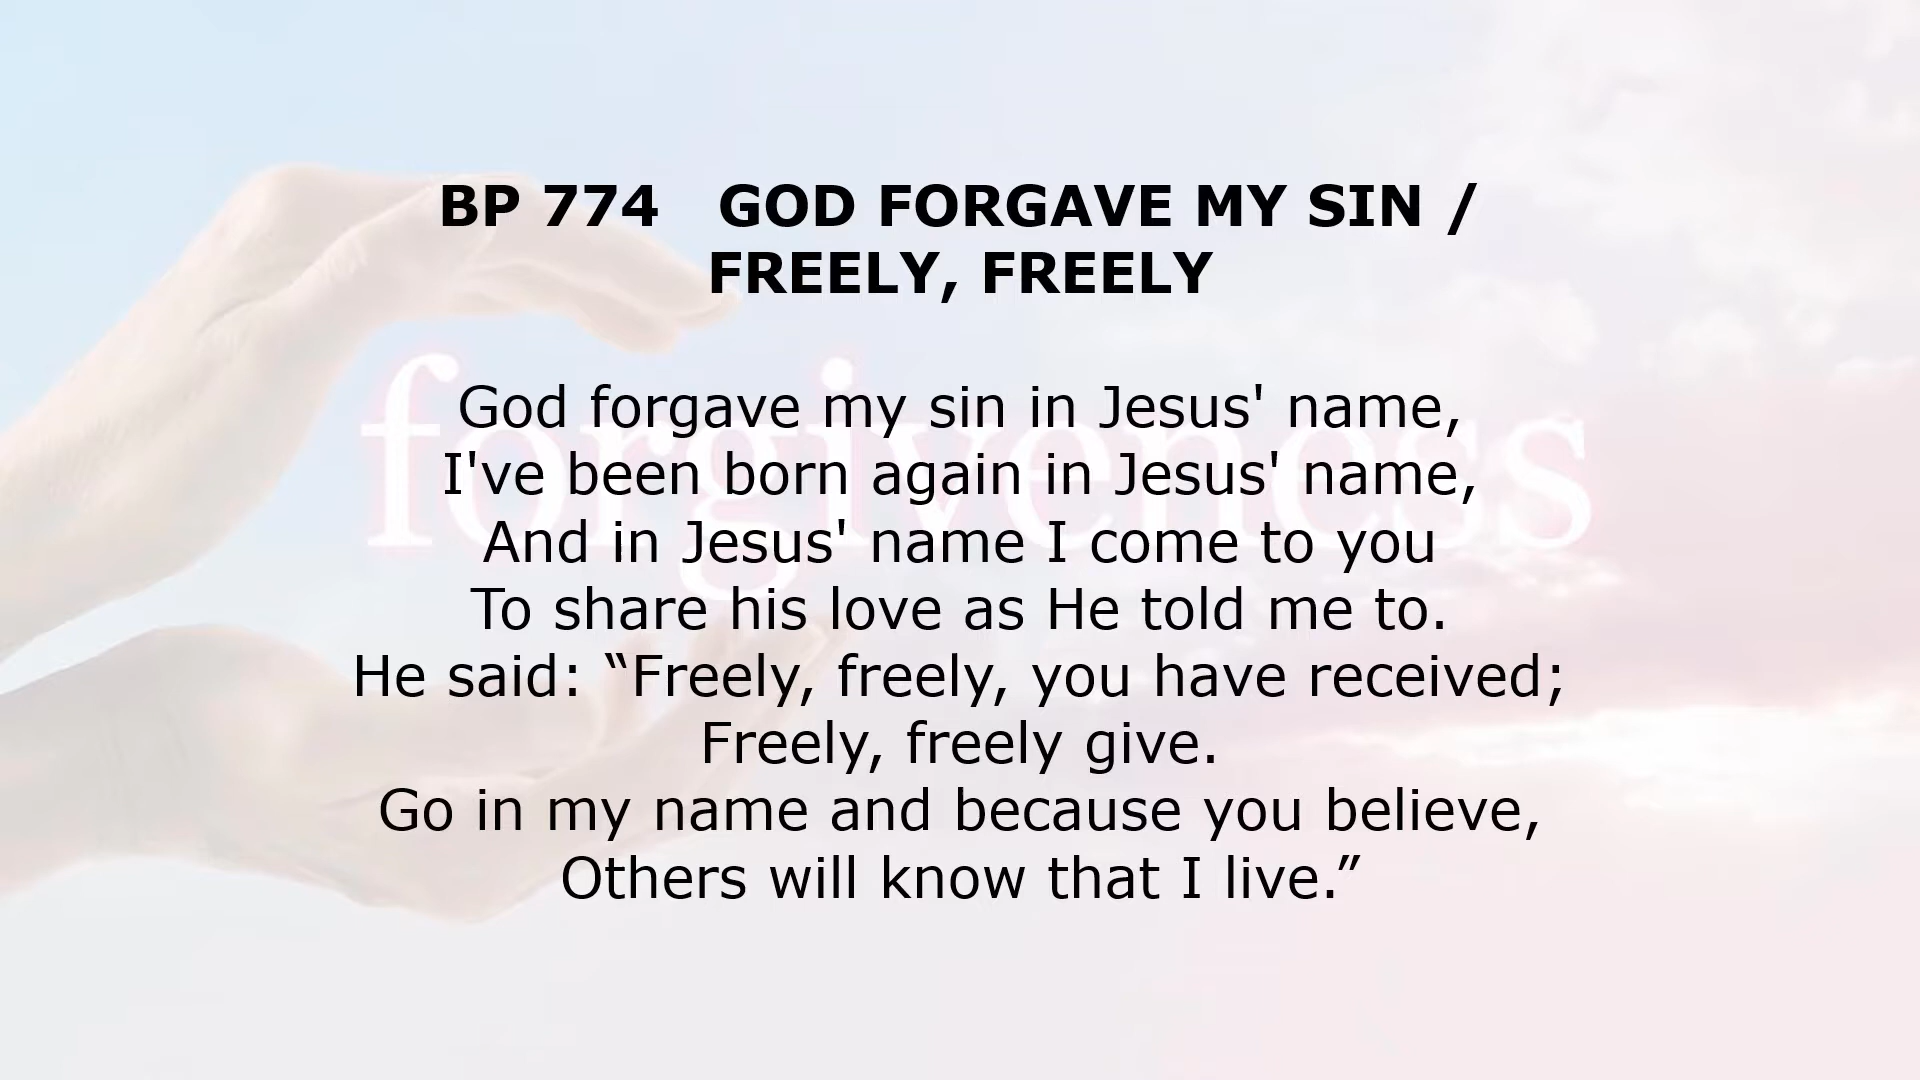 BP 774   GOD FORGAVE MY SIN /
FREELY, FREELY
forgiveness
God forgave my sin in Jesus' name,
I've been born again in Jesus' name,
And in Jesus' name I come to you
To share his love as He told me to.
He said: “Freely, freely, you have received;
Freely, freely give.
Go in my name and because you believe,
Others will know that I live.”